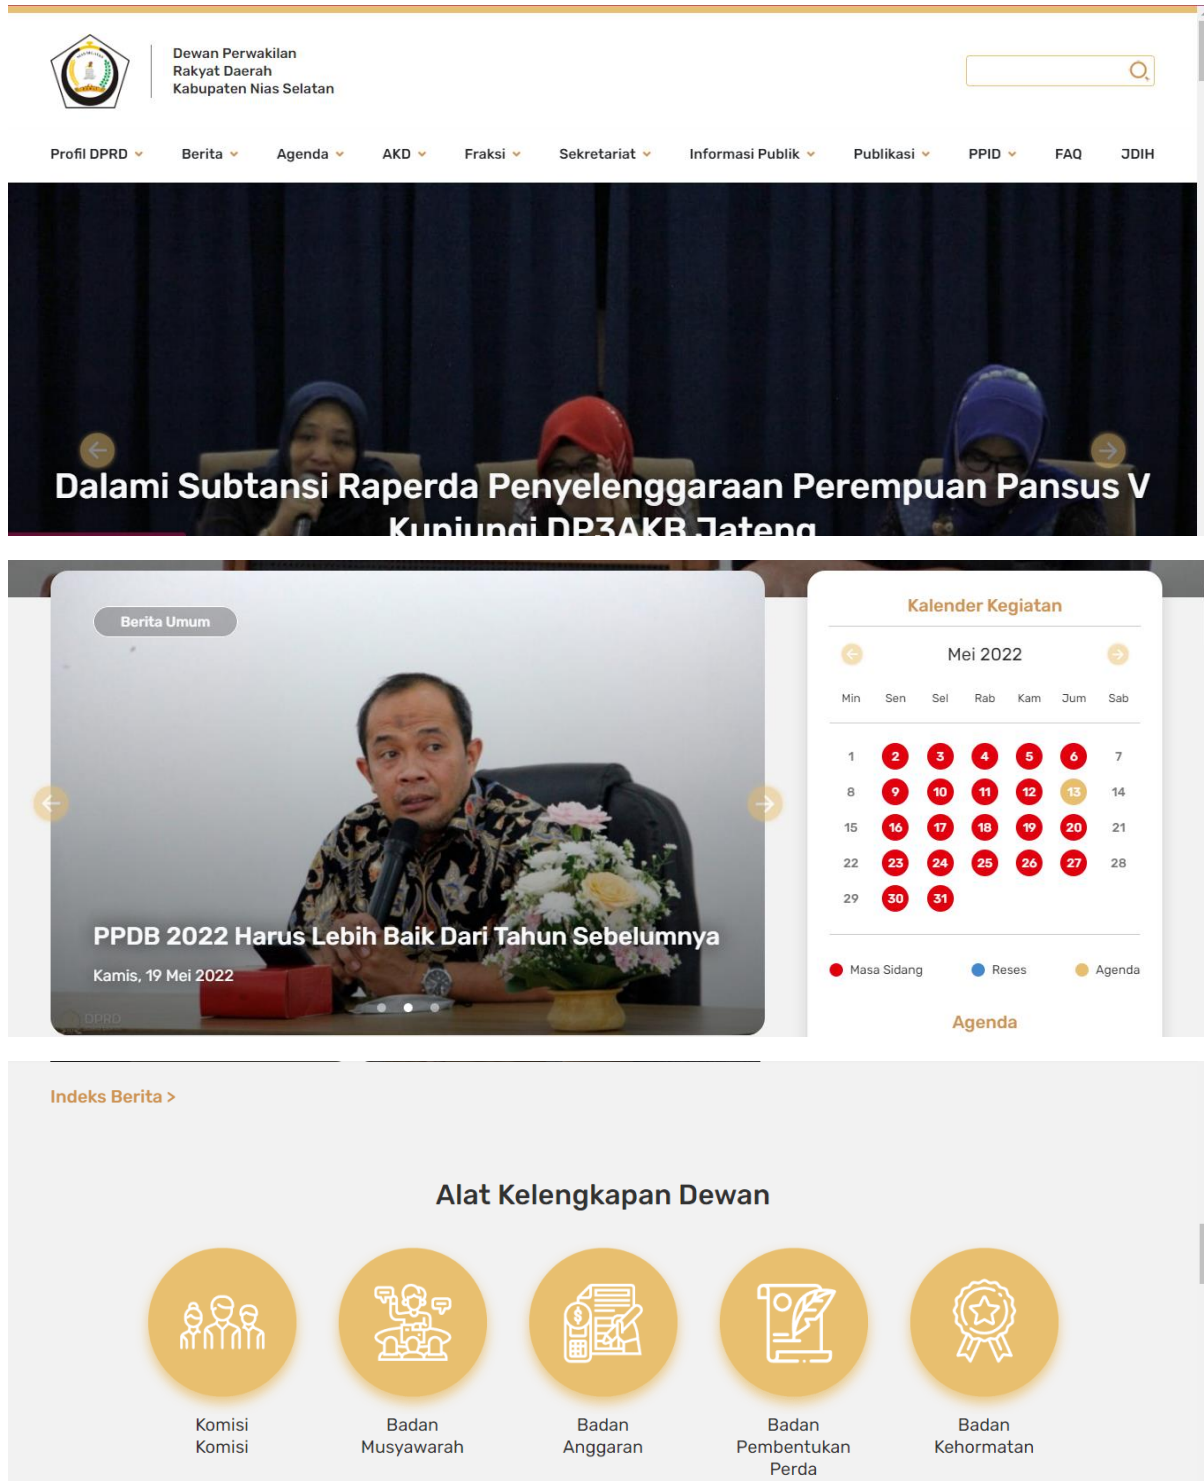 Dewan Perwakilan
Rakyat Daerah
Kabupaten Nias Selatan
Profil DPRD Berita Agenda AKD Fraksi Sekretariat Informasi Publik Publikasi PPID FAQ JDIH
Dalami Subtansi Raperda Penyelenggaraan Perempuan Pansus V
Kunjungi DP3AKB Jateng
Berita Umum
PPDB 2022 Harus Lebih Baik Dari Tahun Sebelumnya
Kamis, 19 Mei 2022
DPRD
Kalender Kegiatan
Mei 2022
Min Sen Sel Rab Kam Jum Sab
1 2 3 4 5 6 7
8 9 10 11 12 13 14
15 16 17 18 19 20 21
22 23 24 25 26 27 28
29 30 31
Masa Sidang Reses Agenda
Agenda
Indeks Berita >
Alat Kelengkapan Dewan
Komisi
Komisi
Badan
Musyawarah
Badan
Anggaran
Badan
Pembentukan
Perda
Badan
Kehormatan